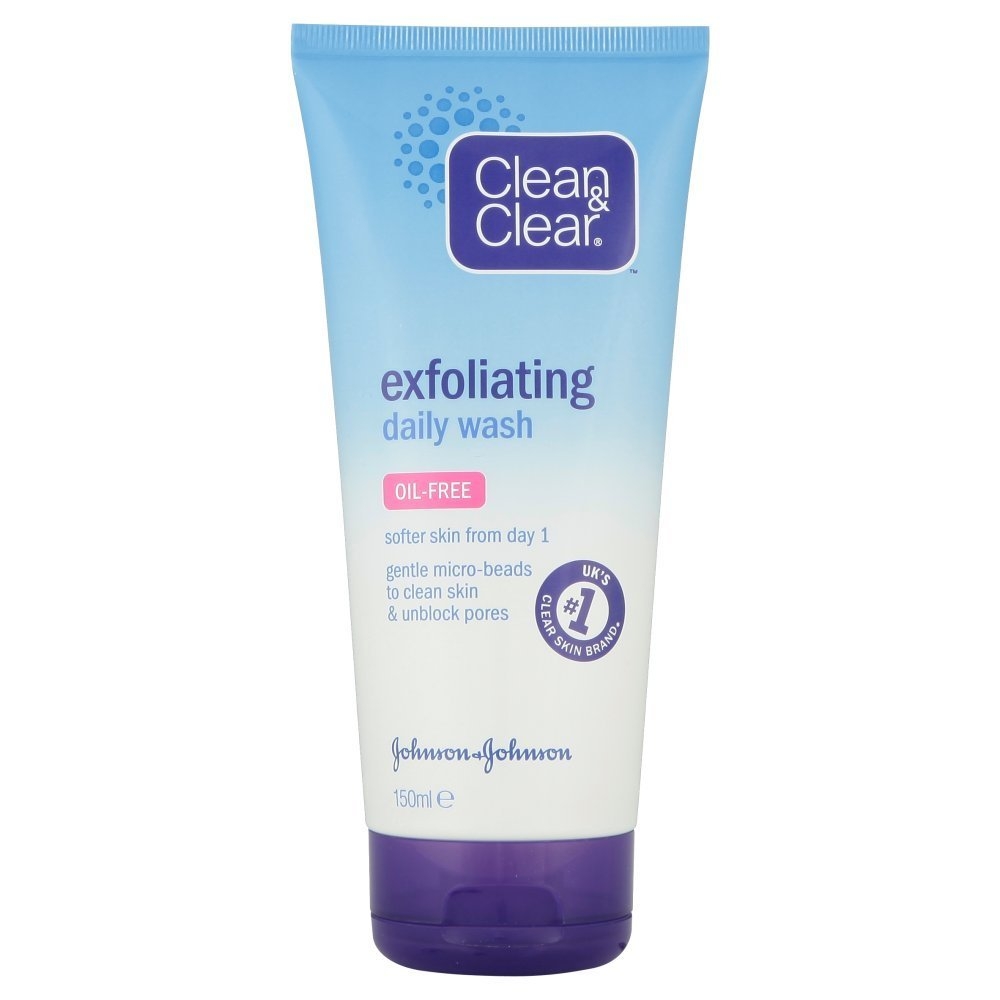 Clean
&
Clear®
™
exfoliating
daily wash
OIL-FREE
softer skin from day 1
gentle micro-beads
to clean skin
& unblock pores
UK'S
#1
CLEAR SKIN BRAND.
Johnson+Johnson
150ml ℮